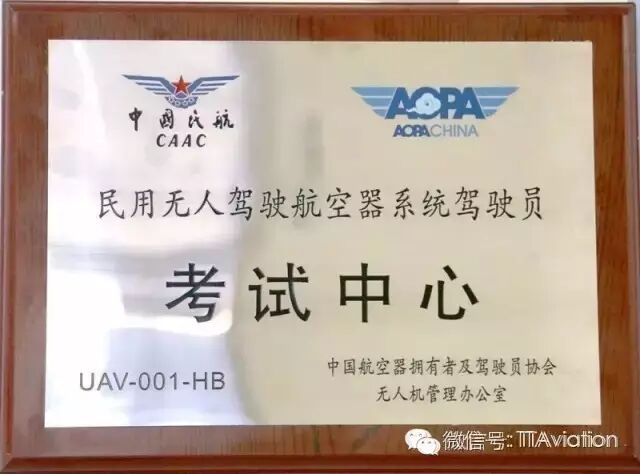 中国民航
CAAC
AOPA
AOPACHINA
民用无人驾驶航空器系统驾驶员
考试中心
UAV-001-HB
中国航空器拥有者及驾驶员协会
无人机管理办公室
微信号: TTAviation